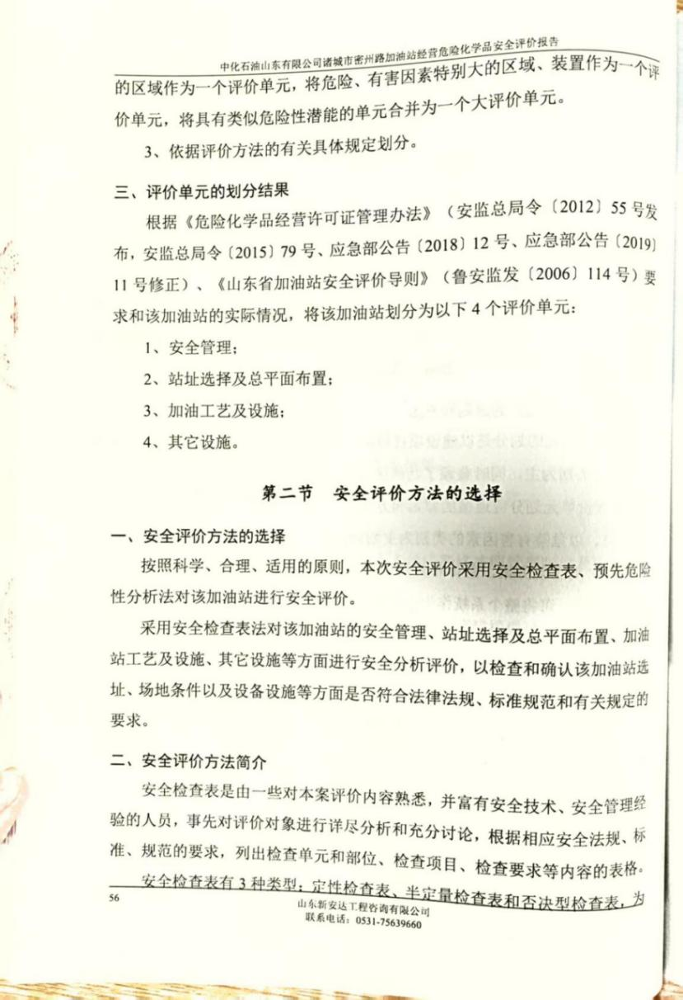 中化石油山东有限公司诸城市密州路加油站经营危险化学品安全评价报告
的区域作为一个评价单元，将危险、有害因素特别大的区域、装置作为一个评
价单元，将具有类似危险性潜能的单元合并为一个大评价单元。
3、依据评价方法的有关具体规定划分。
三、评价单元的划分结果
根据《危险化学品经营许可证管理办法》（安监总局令〔2012〕55 号发
布，安监总局令〔2015〕79 号、应急部公告〔2018〕12 号、应急部公告〔2019〕
11 号修正）、《山东省加油站安全评价导则》（鲁安监发〔2006〕114 号）要
求和该加油站的实际情况，将该加油站划分为以下 4 个评价单元：
1、安全管理；
2、站址选择及总平面布置；
3、加油工艺及设施；
4、其它设施。
第二节 安全评价方法的选择
一、安全评价方法的选择
按照科学、合理、适用的原则，本次安全评价采用安全检查表、预先危险
性分析法对该加油站进行安全评价。
采用安全检查表法对该加油站的安全管理、站址选择及总平面布置、加油
站工艺及设施、其它设施等方面进行安全分析评价，以检查和确认该加油站选
址、场地条件以及设备设施等方面是否符合法律法规、标准规范和有关规定的
要求。
二、安全评价方法简介
安全检查表是由一些对本案评价内容熟悉，并富有安全技术、安全管理经
验的人员，事先对评价对象进行详尽分析和充分讨论，根据相应安全法规、标
准、规范的要求，列出检查单元和部位、检查项目、检查要求等内容的表格。
安全检查表有 3 种类型：定性检查表、半定量检查表和否决型检查表，为
56
山东新安达工程咨询有限公司
联系电话：0531-75639660